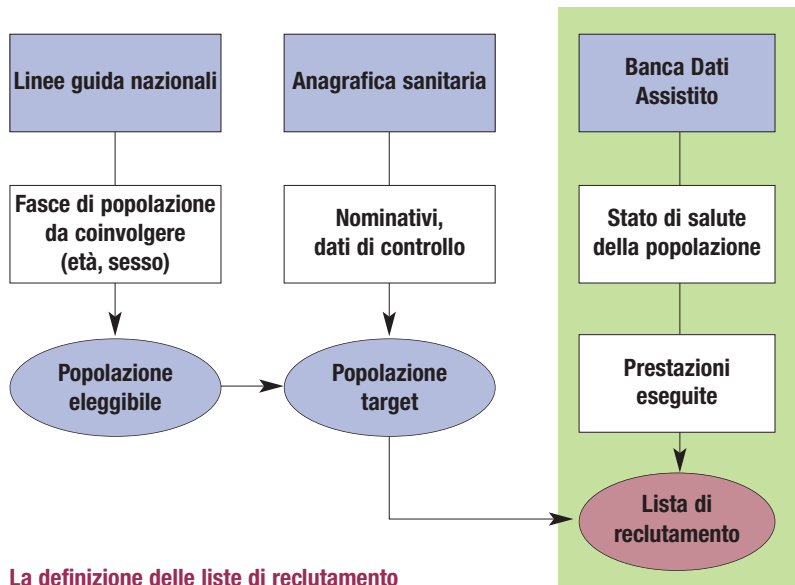 Linee guida nazionali
Anagrafica sanitaria
Banca Dati
Assistito
Fasce di popolazione
da coinvolgere
(età, sesso)
Nominativi,
dati di controllo
Stato di salute
della popolazione
Popolazione
eleggibile
Popolazione
target
Prestazioni
eseguite
Lista di
reclutamento
La definizione delle liste di reclutamento